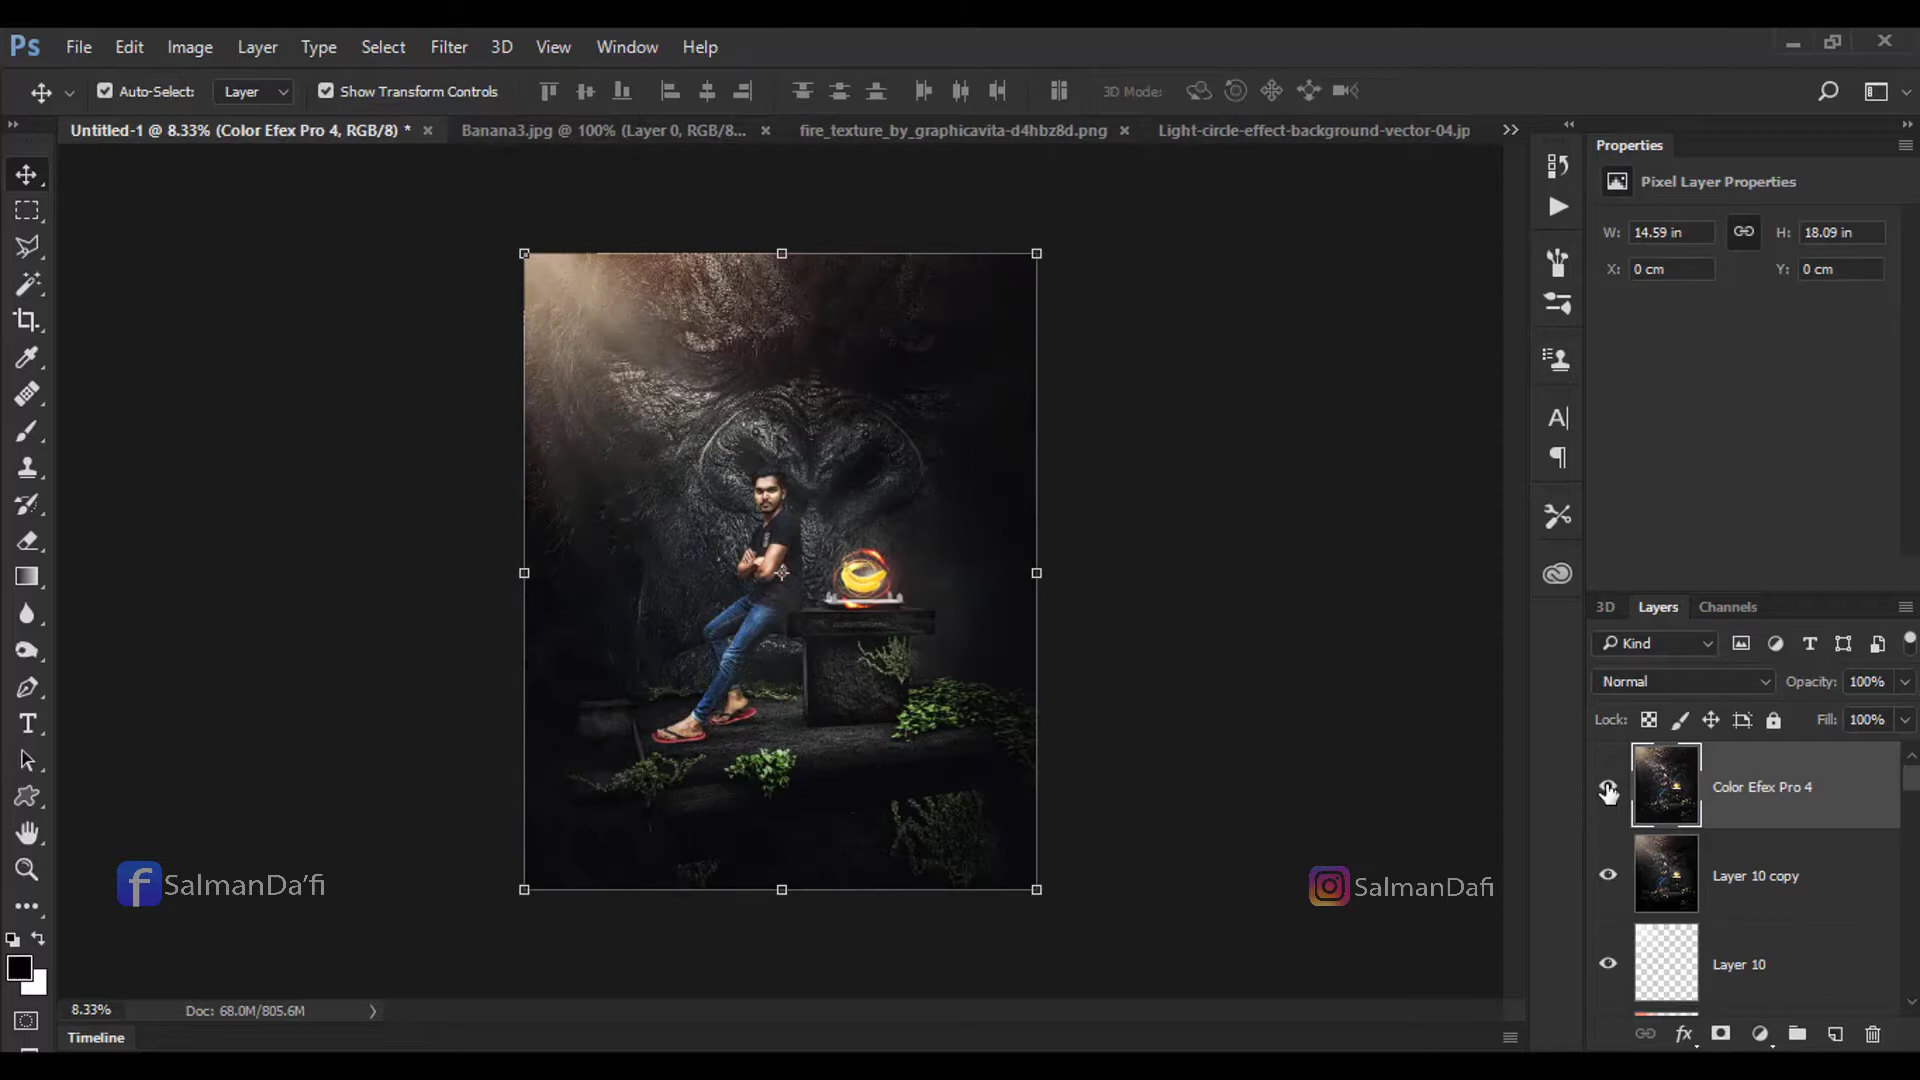 Ps File Edit Image Layer Type Select Filter 3D View Window Help
Auto-Select: Layer Show Transform Controls 3D Mode:
Untitled-1 @ 8.33% (Color Efex Pro 4, RGB/8) * Banana3.jpg @ 100% (Layer 0, RGB/8... fire_texture_by_graphicavita-d4hbz8d.png Light-circle-effect-background-vector-04.jp
Properties
Pixel Layer Properties
W: 14.59 in H: 18.09 in
X: 0 cm Y: 0 cm
3D Layers Channels
Kind
Normal Opacity: 100%
Lock: Fill: 100%
Color Efex Pro 4
Layer 10 copy
Layer 10
SalmanDa'fi
SalmanDafi
8.33% Doc: 68.0M/805.6M
Timeline